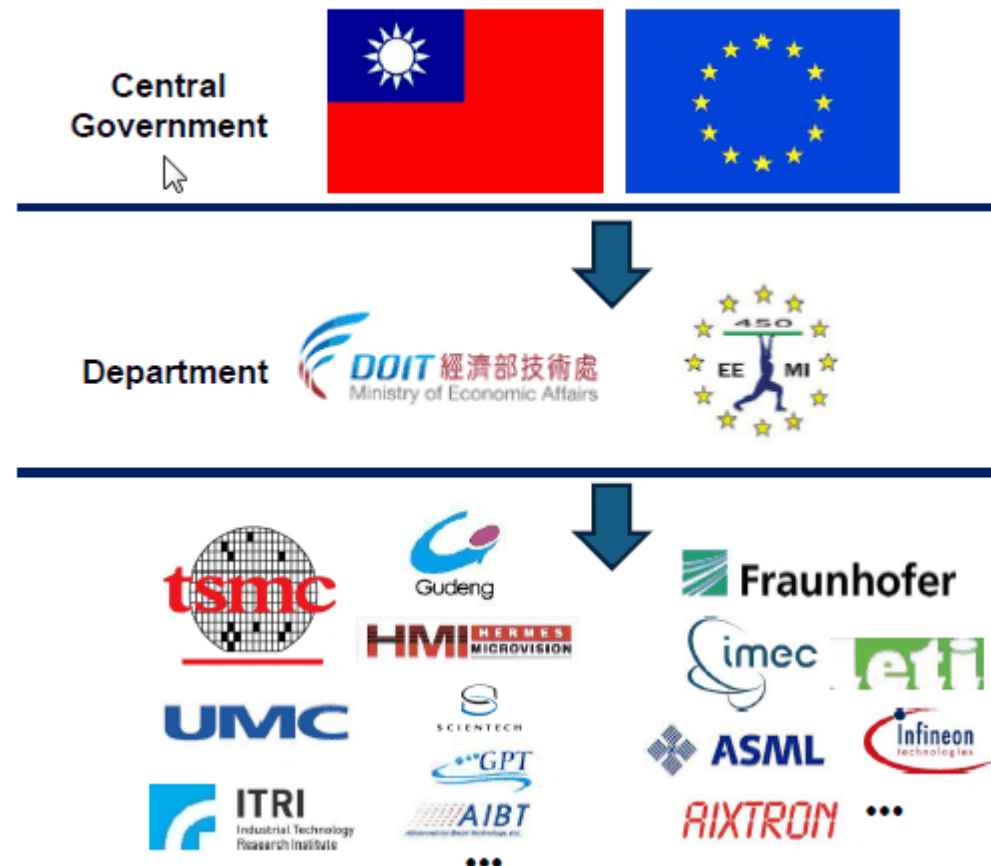 Central
Government
Department
DOIT 經濟部技術處
Ministry of Economic Affairs
450
EE MI
tsmc
Gudeng
HMI HERMES
MICROVISION
UMC
SCIENTECH
GPT
AIBT
ITRI
Industrial Technology
Research Institute
•••
Fraunhofer
imec
leti
ASML
Infineon
technologies
AIXTRON
•••